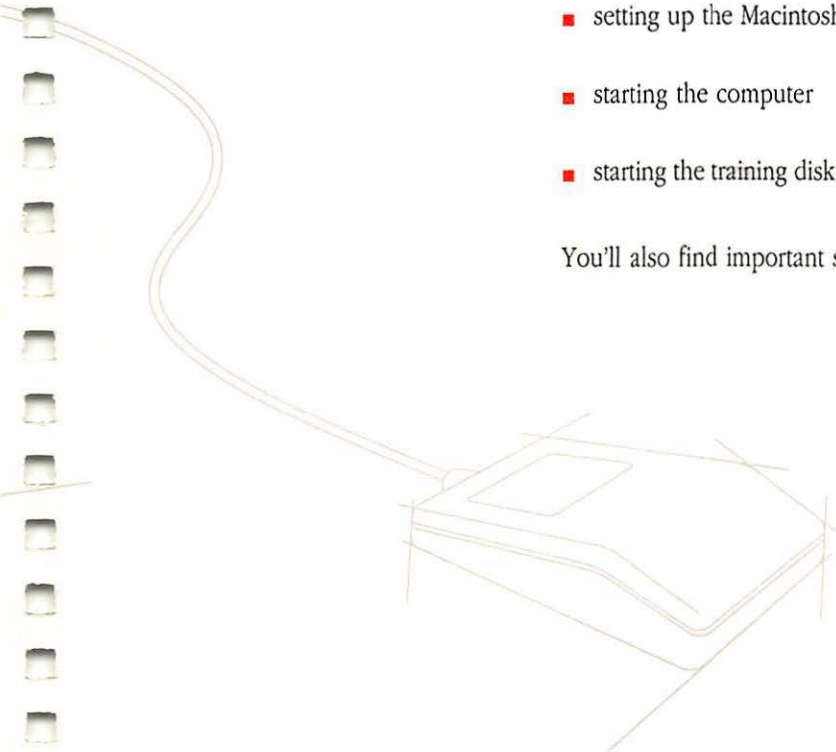 ■ setting up the Macintosh
■ starting the computer
■ starting the training disk
You'll also find important